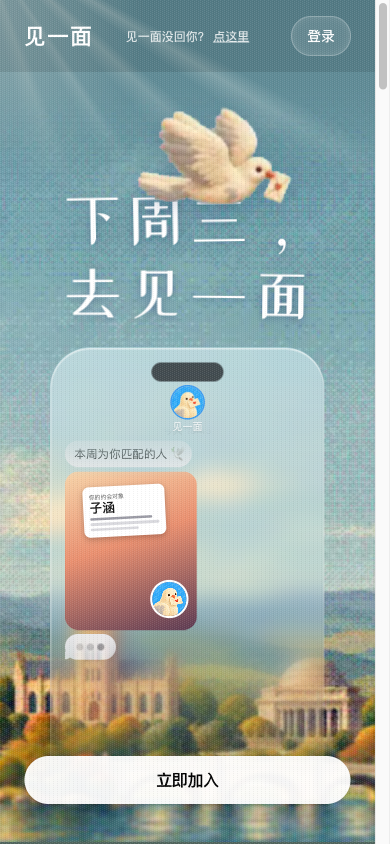 见一面
见一面没回你? 点这里
登录
下周三，
去见一面
见一面
本周为你匹配的人
你的约会对象
子涵
立即加入